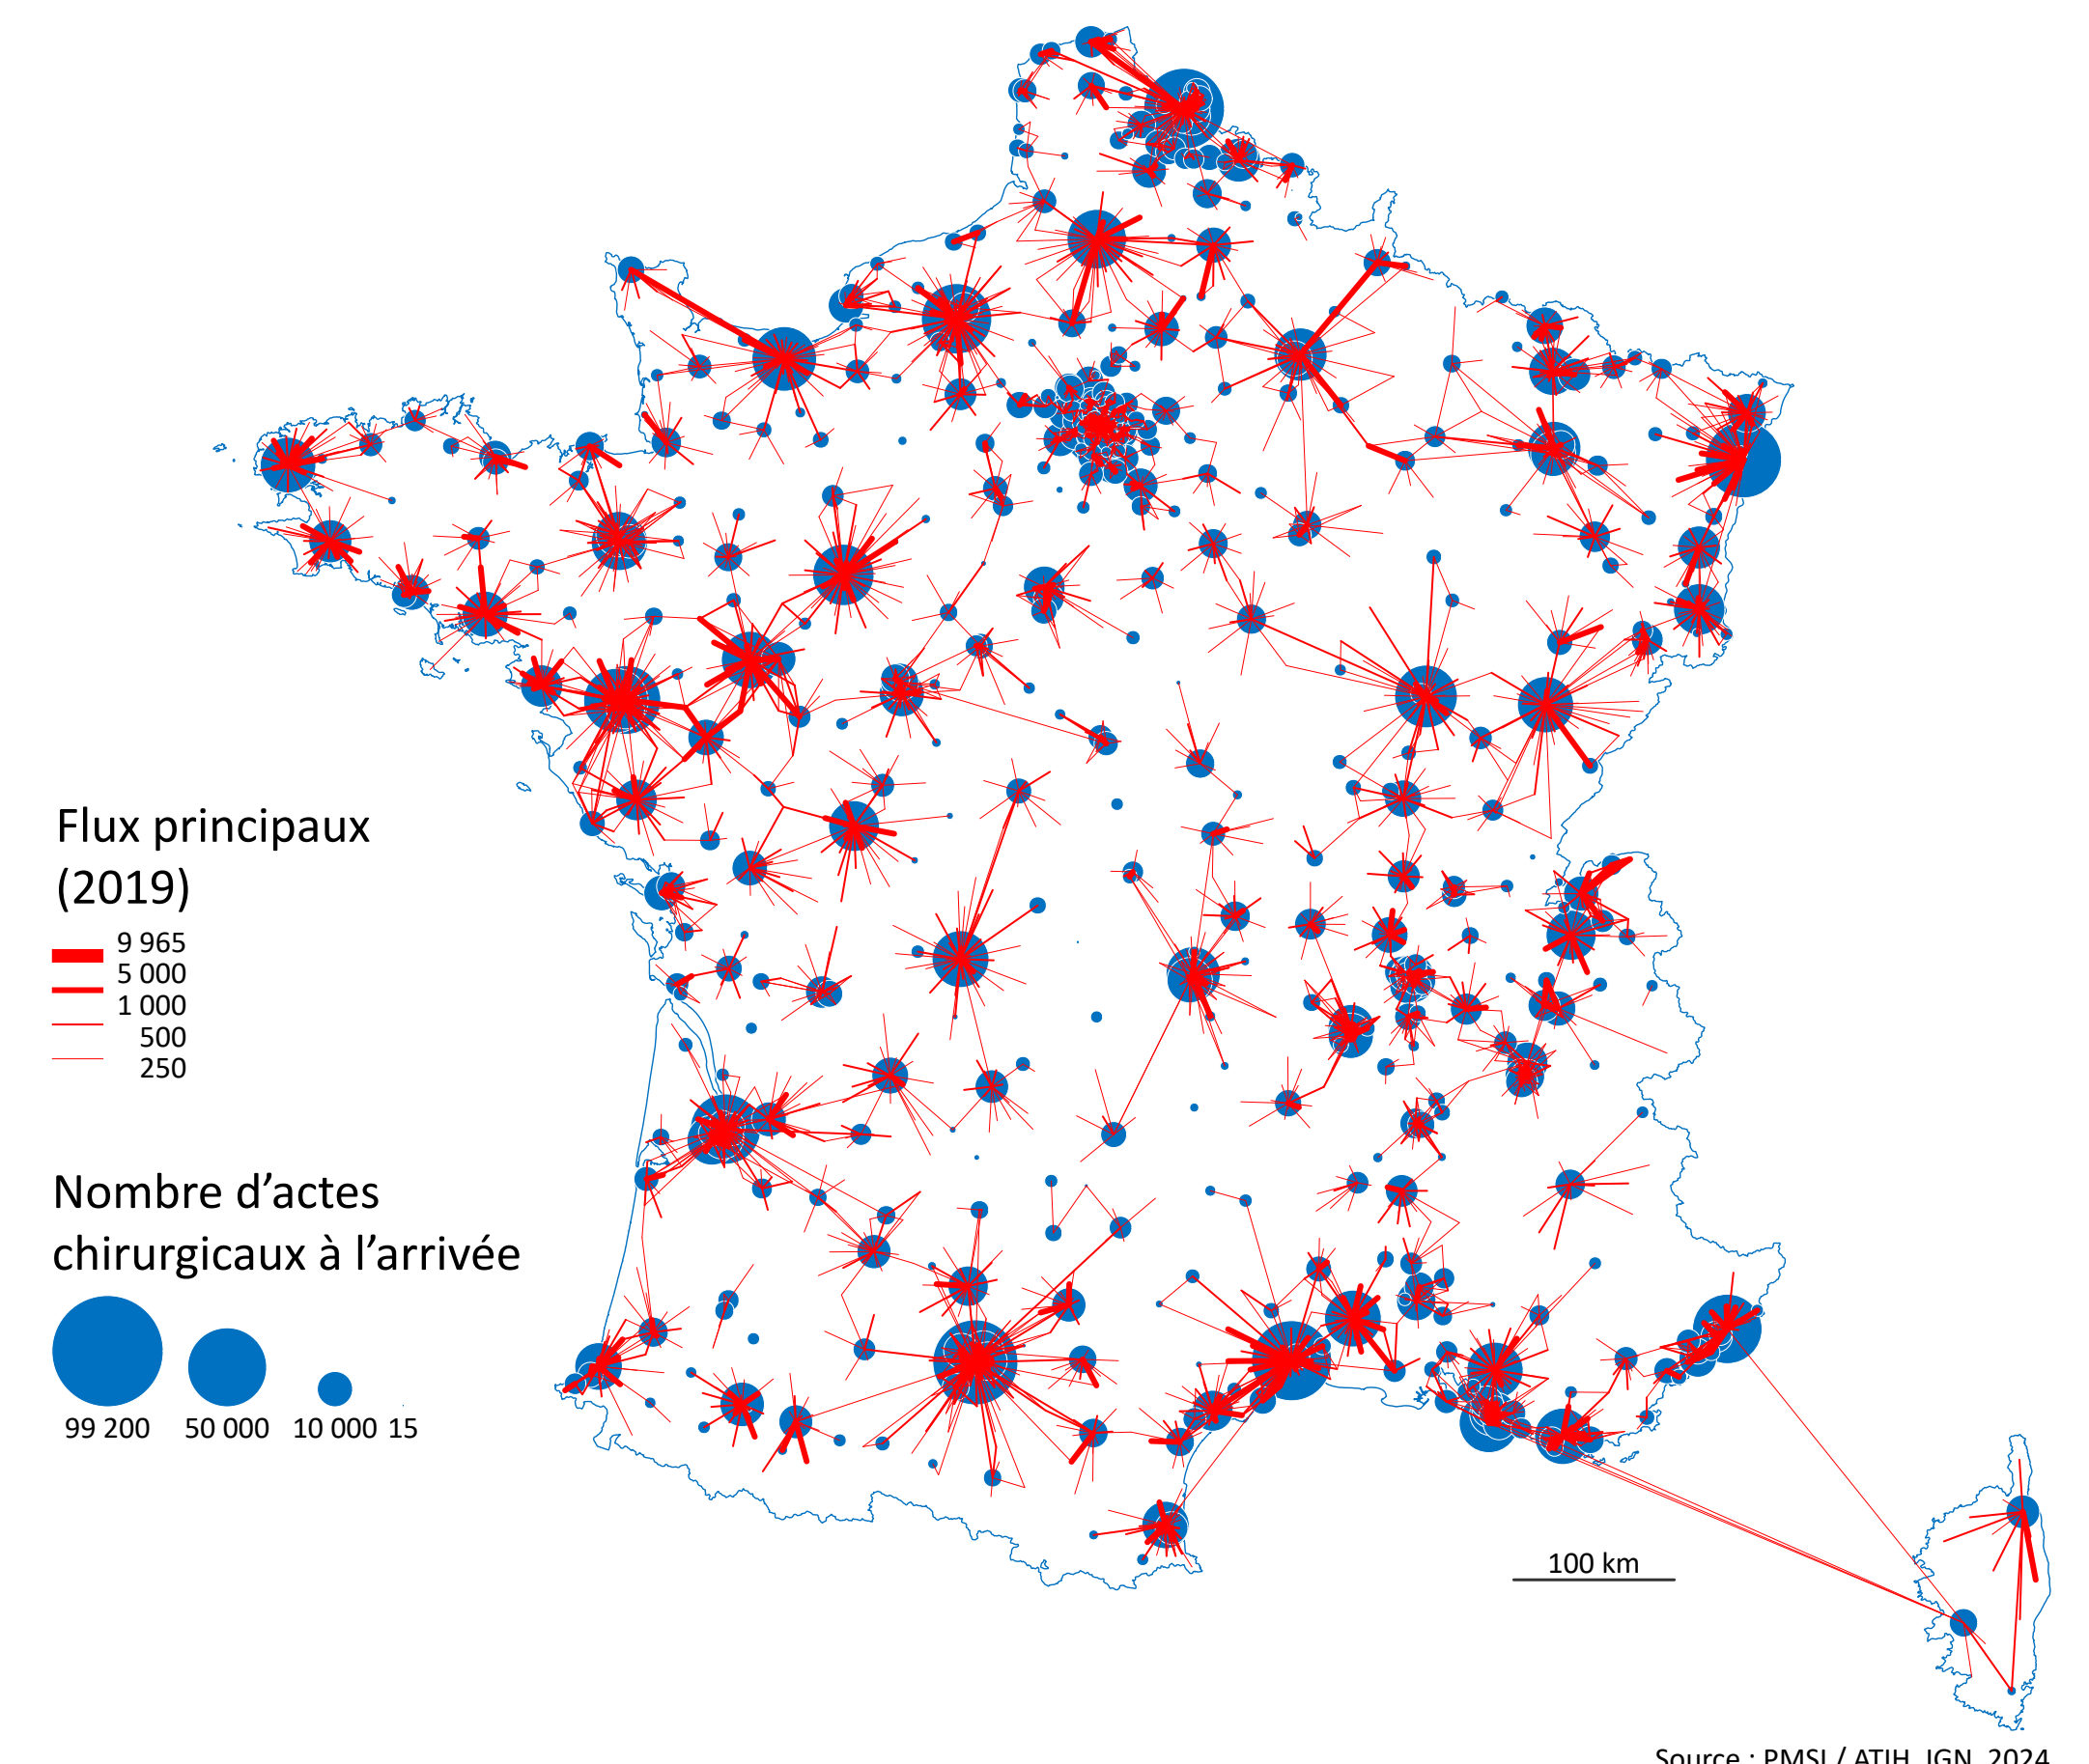 Flux principaux
(2019)
9 965
5 000
1 000
500
250
Nombre d’actes
chirurgicaux à l’arrivée
99 200 50 000 10 000 15
100 km
Source : PMSI / ATIH, IGN, 2024